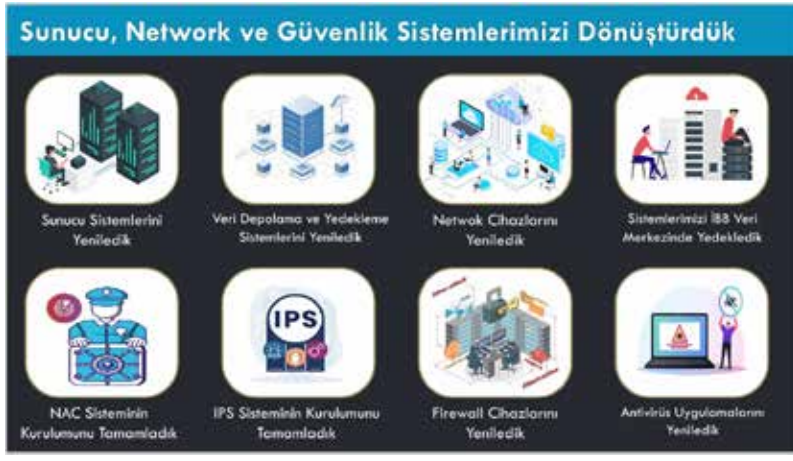 Sunucu, Network ve Güvenlik Sistemlerimizi Dönüştürdük
Sunucu Sistemlerini
Yeniledik
Veri Depolama ve Yedekleme
Sistemlerini Yeniledik
Netwok Cihazlarını
Yeniledik
Sistemlerimizi İBB Veri
Merkezinde Yedekledik
IPS
NAC Sisteminin
Kurulumunu Tamamladık
IPS Sisteminin Kurulumunu
Tamamladık
Firewall Cihazlarını
Yeniledik
Antivirüs Uygulamalarını
Yeniledik